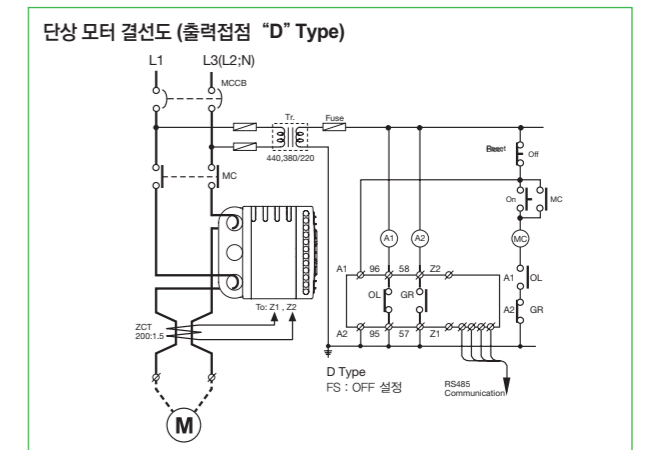 단상 모터 결선도 (출력접점 “D” Type)
L1 L3(L2;N)
MCCB
Tr. Fuse
440,380/220
Off
MC
On MC
A1 A2 MC
A1 96 58 Z2
A1 OL
OL GR
A2 GR
To: Z1 , Z2
ZCT
200:1.5
A2 95 57 Z1
D Type
FS : OFF 설정
RS485
Communication
M